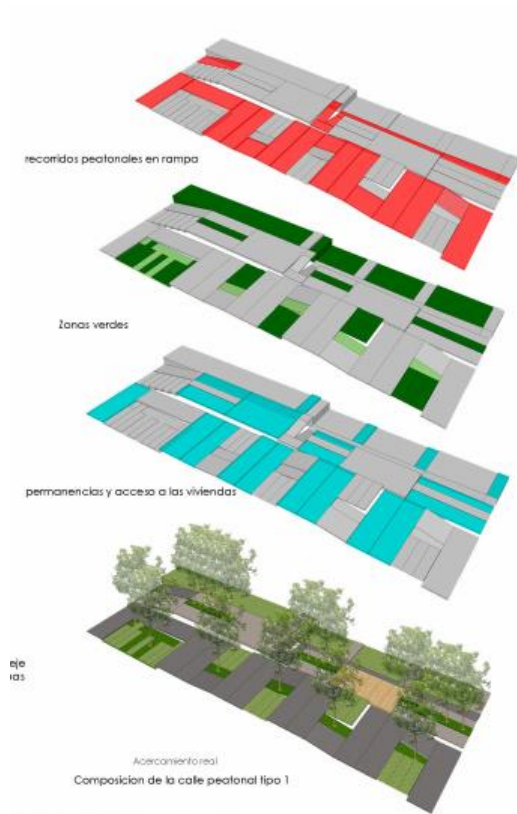 recorridos peatonales en rampa
Zonas verdes
permanencias y acceso a las viviendas
eje
uas
Acercamiento real
Composicion de la calle peatonal tipo 1